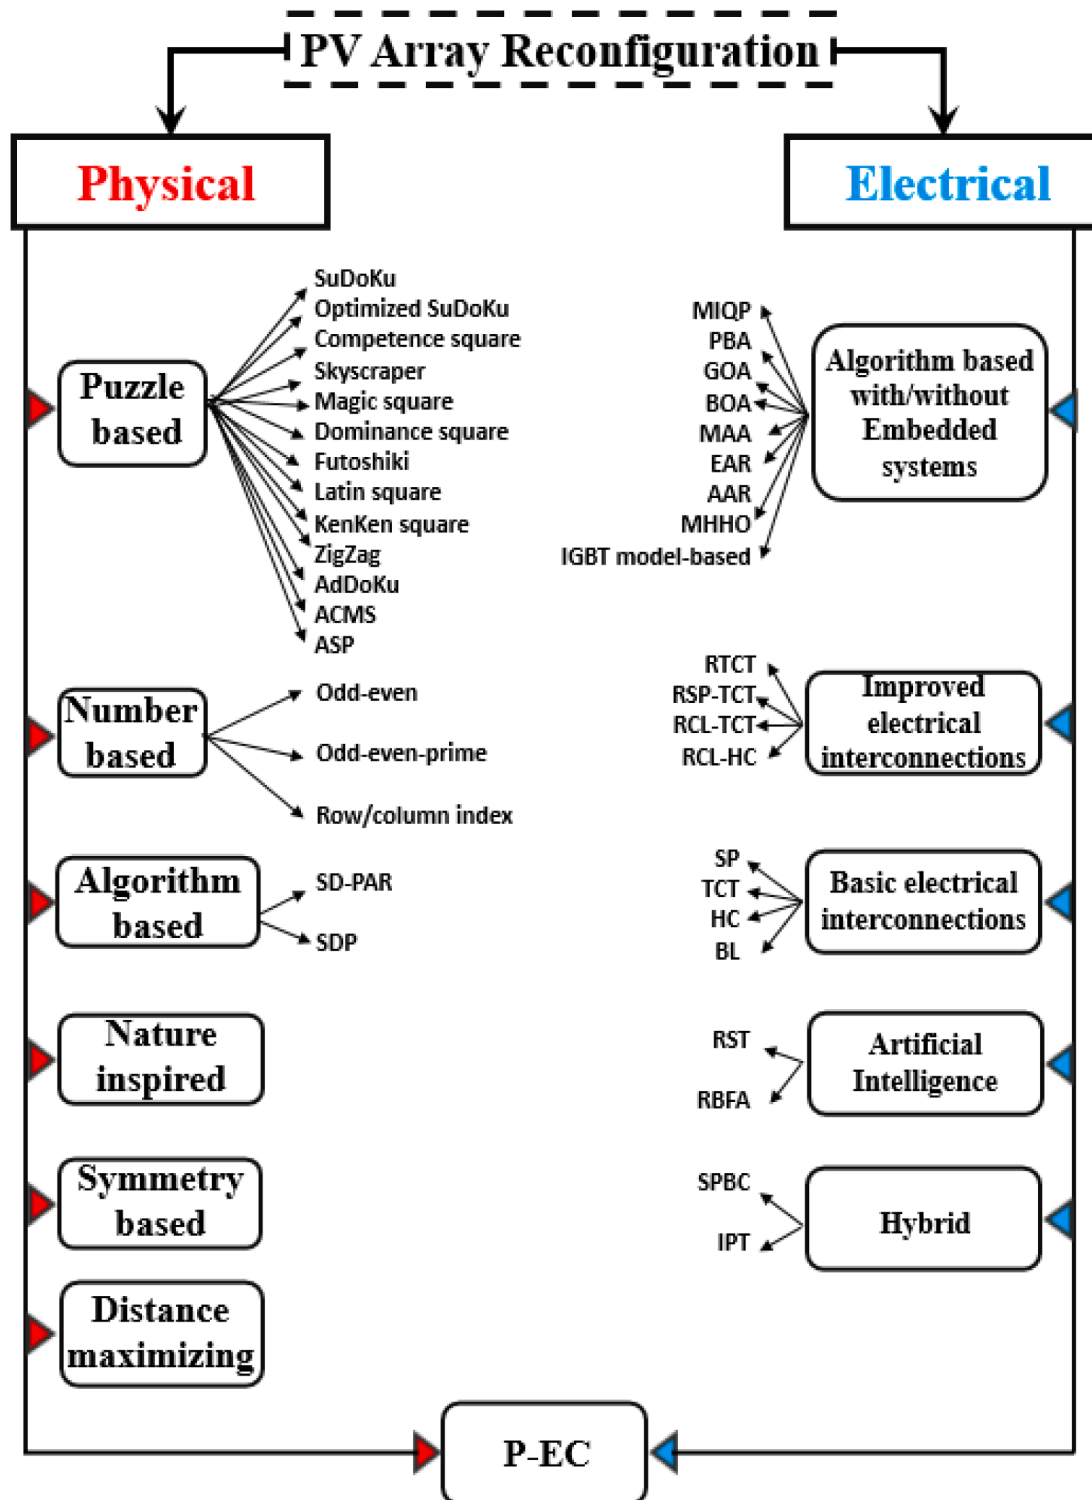 PV Array Reconfiguration
Physical
Electrical
Puzzle
based
SuDoKu
Optimized SuDoKu
Competence square
Skyscraper
Magic square
Dominance square
Futoshiki
Latin square
KenKen square
ZigZag
AdDoKu
ACMS
ASP
Number
based
Odd-even
Odd-even-prime
Row/column index
Algorithm
based
SD-PAR
SDP
Nature
inspired
Symmetry
based
Distance
maximizing
MIQP
PBA
GOA
BOA
MAA
EAR
AAR
MHHO
IGBT model-based
Algorithm based
with/without
Embedded
systems
RTCT
RSP-TCT
RCL-TCT
RCL-HC
Improved
electrical
interconnections
SP
TCT
HC
BL
Basic electrical
interconnections
RST
RBFA
Artificial
Intelligence
SPBC
IPT
Hybrid
P-EC